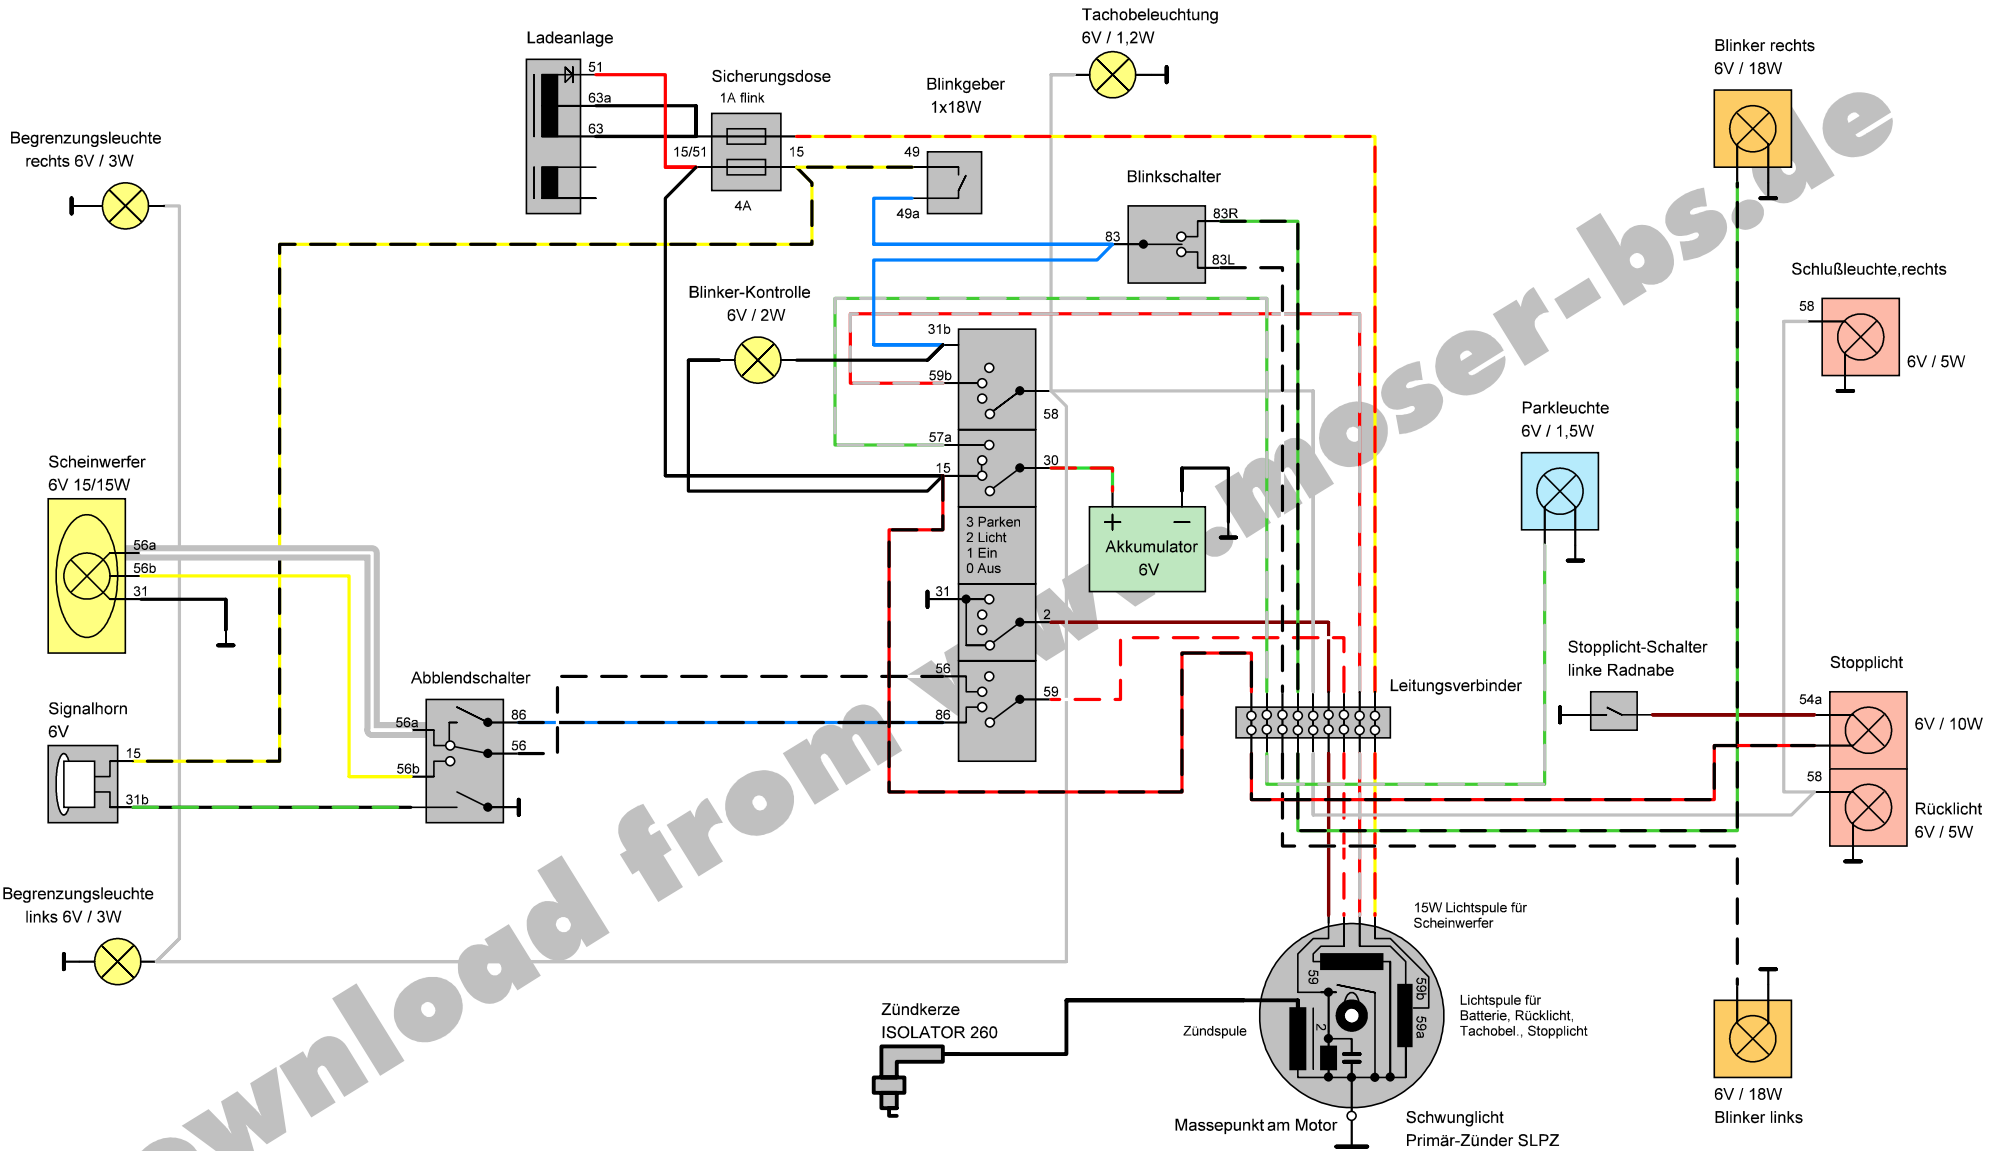 Tachobeleuchtung
6V / 1,2W
Ladeanlage
51
63a
63
Sicherungsdose
1A flink
15/51
15
4A
Blinkgeber
1x18W
49
49a
Blinkschalter
83R
83
83L
Blinker rechts
6V / 18W
Begrenzungsleuchte
rechts 6V / 3W
Schlußleuchte,rechts
58
6V / 5W
Blinker-Kontrolle
6V / 2W
31b
59b
58
57a
15
30
3 Parken
2 Licht
1 Ein
0 Aus
31
2
56
59
86
Akkumulator
6V
+
−
Parkleuchte
6V / 1,5W
Scheinwerfer
6V 15/15W
56a
56b
31
Signalhorn
6V
15
31b
Abblendschalter
56a
56b
86
56
Leitungsverbinder
Stopplicht-Schalter
linke Radnabe
Stopplicht
54a
6V / 10W
58
Rücklicht
6V / 5W
Begrenzungsleuchte
links 6V / 3W
Zündkerze
ISOLATOR 260
15W Lichtspule für
Scheinwerfer
59
59b
59a
2
Zündspule
Lichtspule für
Batterie, Rücklicht,
Tachobel., Stopplicht
Massepunkt am Motor
Schwunglicht
Primär-Zünder SLPZ
6V / 18W
Blinker links
ownload from www.moser-bs.de